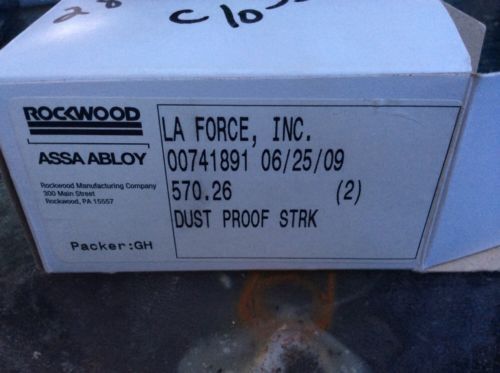 28
ROCKWOOD
ASSA ABLOY
Rockwood Manufacturing Company
300 Main Street
Rockwood, PA 15557
Packer:GH
LA FORCE, INC.
00741891 06/25/09
570.26 (2)
DUST PROOF STRK